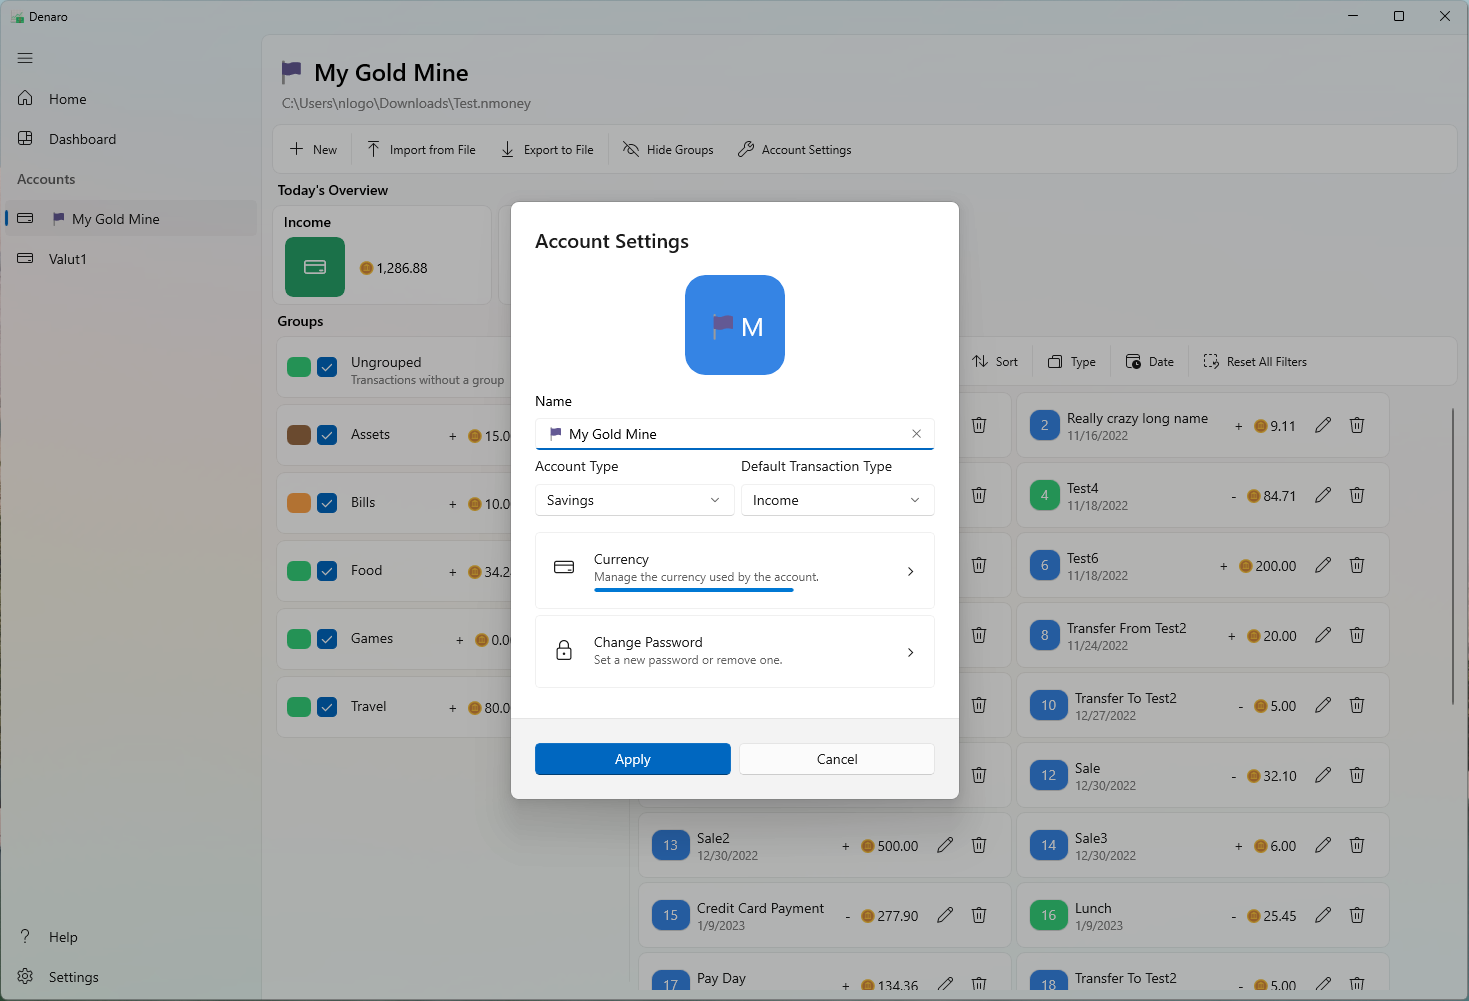 Denaro
Home
Dashboard
Accounts
My Gold Mine
Valut1
Help
Settings
My Gold Mine
C:\Users\nlogo\Downloads\Test.nmoney
New
Import from File
Export to File
Hide Groups
Account Settings
Today's Overview
Income
1,286.88
Groups
Ungrouped
Transactions without a group
Assets
+ 15.0
Bills
+ 10.0
Food
+ 34.2
Games
+ 0.0
Travel
+ 80.0
Sort
Type
Date
Reset All Filters
2 Really crazy long name + 9.11
11/16/2022
4 Test4 - 84.71
11/18/2022
6 Test6 + 200.00
11/18/2022
8 Transfer From Test2 + 20.00
11/24/2022
10 Transfer To Test2 - 5.00
12/27/2022
12 Sale - 32.10
12/30/2022
13 Sale2 + 500.00
12/30/2022
14 Sale3 + 6.00
12/30/2022
15 Credit Card Payment - 277.90
1/9/2023
16 Lunch - 25.45
1/9/2023
17 Pay Day + 134.36
18 Transfer To Test2 - 5.00
Account Settings
M
Name
My Gold Mine
Account Type
Default Transaction Type
Savings
Income
Currency
Manage the currency used by the account.
Change Password
Set a new password or remove one.
Apply
Cancel